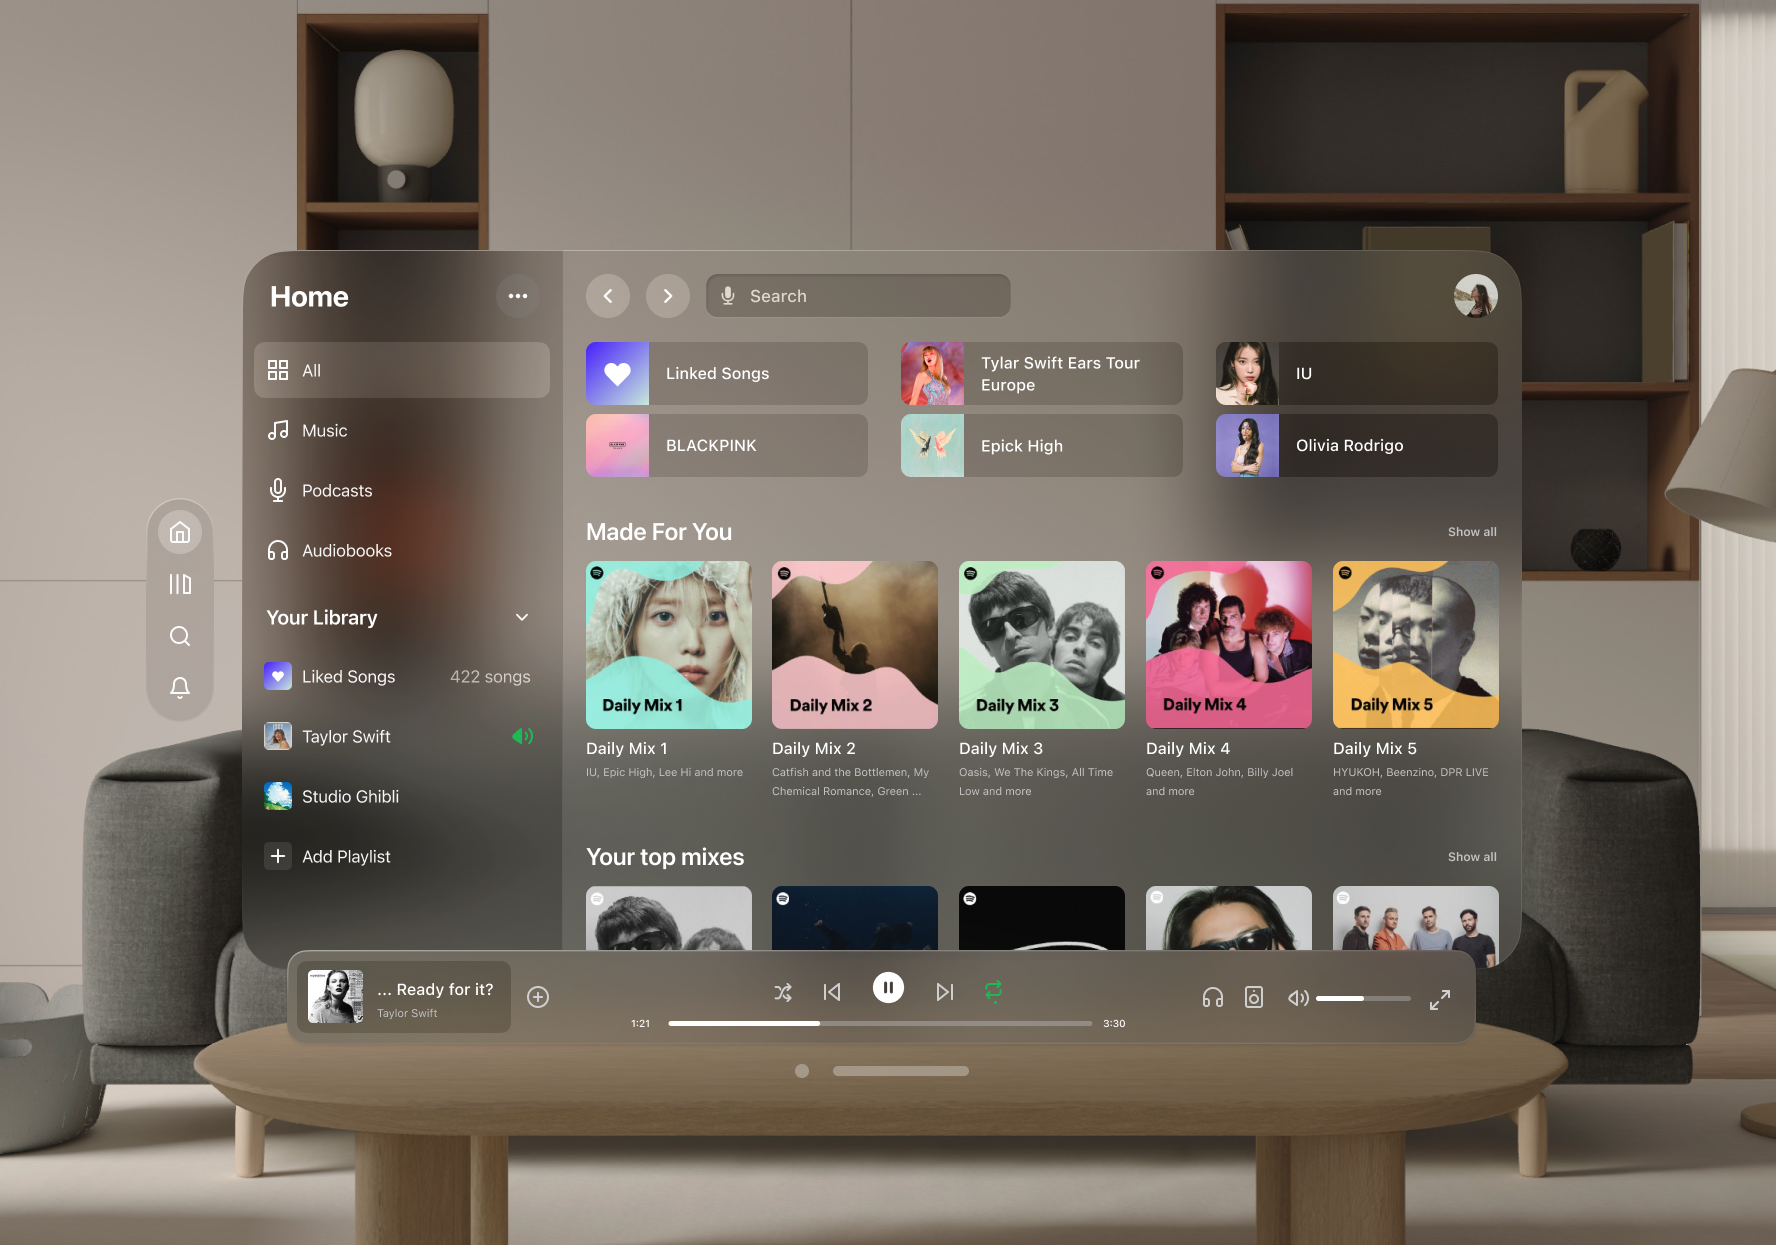 Home
All
Music
Podcasts
Audiobooks
Your Library
Liked Songs
422 songs
Taylor Swift
Studio Ghibli
Add Playlist
Search
Linked Songs
Tylar Swift Ears Tour
Europe
IU
BLACKPINK
Epick High
Olivia Rodrigo
Made For You
Show all
Daily Mix 1
Daily Mix 2
Daily Mix 3
Daily Mix 4
Daily Mix 5
Daily Mix 1
IU, Epic High, Lee Hi and more
Daily Mix 2
Catfish and the Bottlemen, My
Chemical Romance, Green ...
Daily Mix 3
Oasis, We The Kings, All Time
Low and more
Daily Mix 4
Queen, Elton John, Billy Joel
and more
Daily Mix 5
HYUKOH, Beenzino, DPR LIVE
and more
Your top mixes
Show all
... Ready for it?
Taylor Swift
1:21
3:30